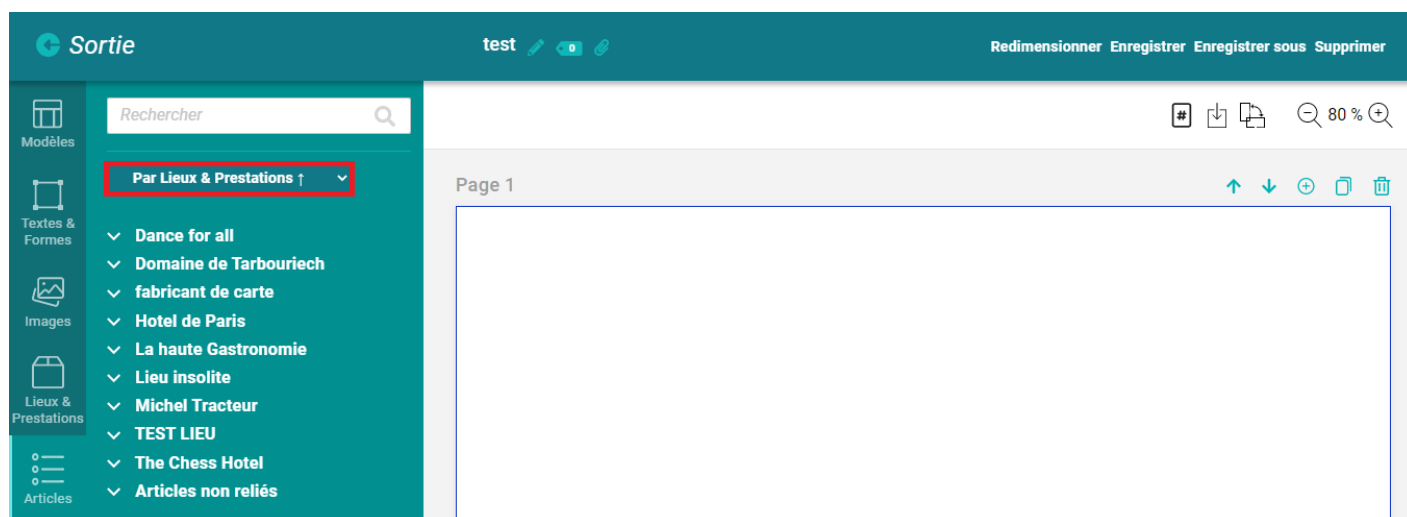 Sortie
test
0
Redimensionner Enregistrer Enregistrer sous Supprimer
Modèles
Textes &
Formes
Images
Lieux &
Prestations
Articles
Rechercher
Par Lieux & Prestations ↑
Dance for all
Domaine de Tarbouriech
fabricant de carte
Hotel de Paris
La haute Gastronomie
Lieu insolite
Michel Tracteur
TEST LIEU
The Chess Hotel
Articles non reliés
# 80 %
Page 1